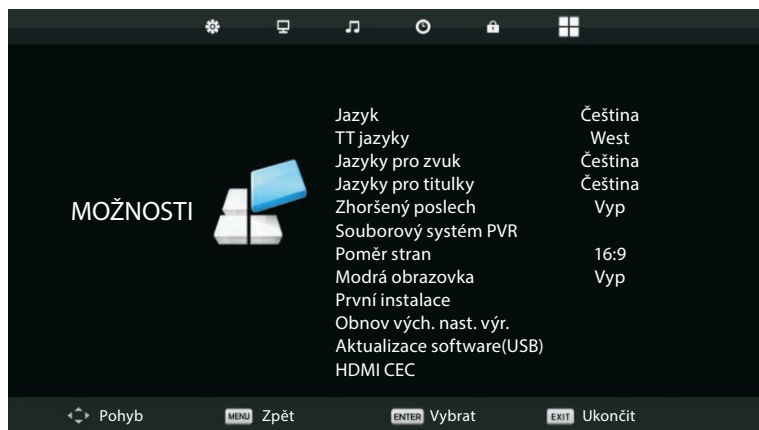 MOŽNOSTI
Jazyk Čeština
TT jazyky West
Jazyky pro zvuk Čeština
Jazyky pro titulky Čeština
Zhoršený poslech Vyp
Souborový systém PVR
Poměr stran 16:9
Modrá obrazovka Vyp
První instalace
Obnov vých. nast. výr.
Aktualizace software(USB)
HDMI CEC
Pohyb MENU Zpět ENTER Vybrat EXIT Ukončit